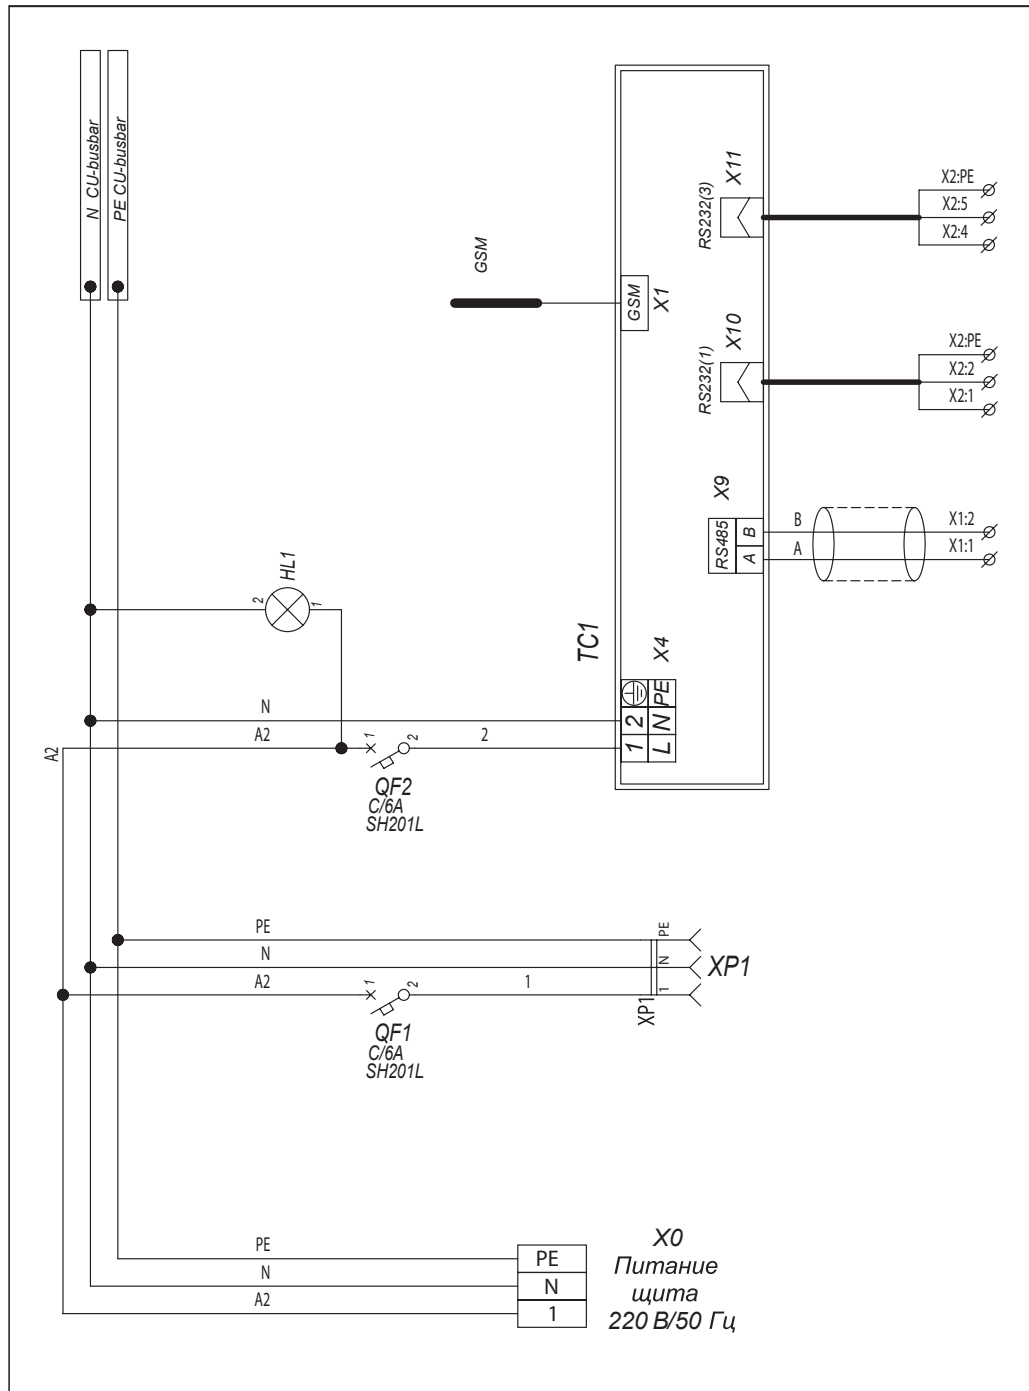 N CU-busbar
PE CU-busbar
GSM
GSM
X1
RS232(3)
X11
X2:PE
X2:5
X2:4
RS232(1)
X10
X2:PE
X2:2
X2:1
X9
RS485
A B
B
A
X1:2
X1:1
HL1
2
1
TC1
X4
1 2
L N PE
N
A2
A2
1
2
2
QF2
C/6A
SH201L
PE
N
A2
1
2
1
QF1
C/6A
SH201L
XP1
PE
N
1
XP1
PE
N
A2
PE
N
1
X0
Питание
щита
220 В/50 Гц